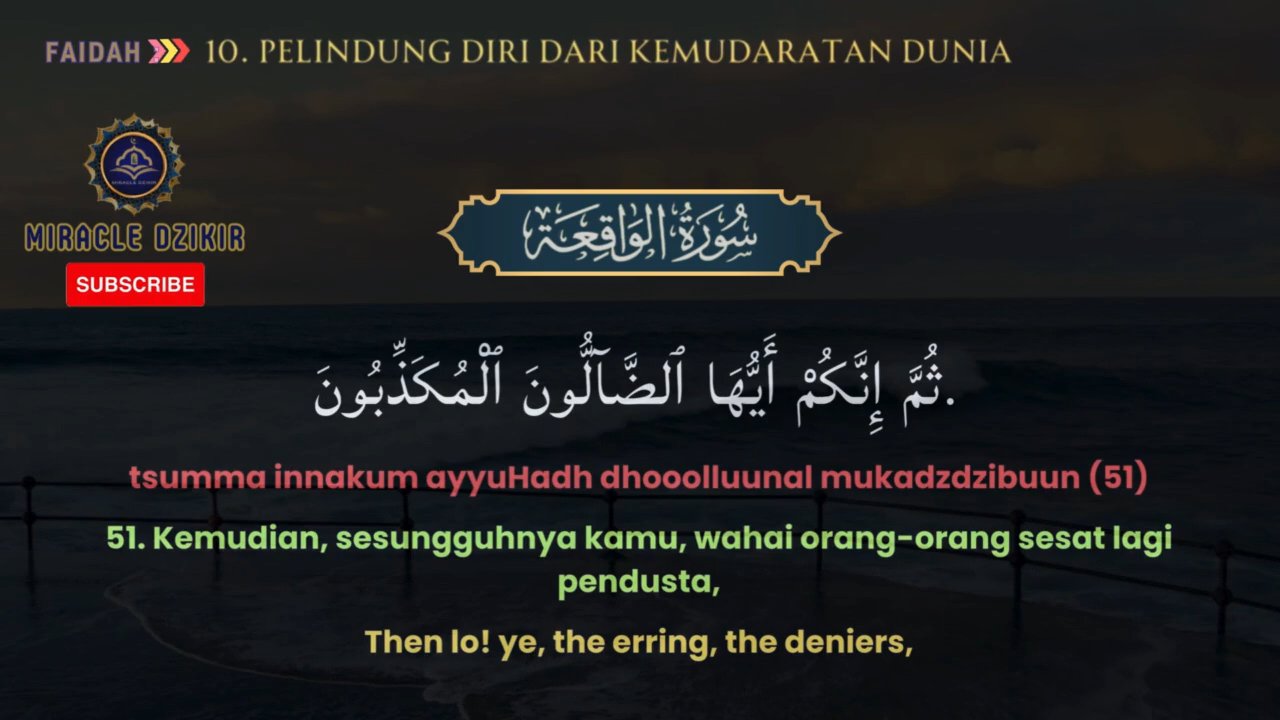 FAIDAH 10. PELINDUNG DIRI DARI KEMUDARATAN DUNIA
MIRACLE DZIKIR
MIRACLE DZIKIR
SUBSCRIBE
سُورَةُ الوَاقِعَة
ثُمَّ إِنَّكُمْ أَيُّهَا ٱلضَّآلُّونَ ٱلْمُكَذِّبُونَ.
tsumma innakum ayyuHadh dhooolluunal mukadzdzibuun (51)
51. Kemudian, sesungguhnya kamu, wahai orang-orang sesat lagi
pendusta,
Then lo! ye, the erring, the deniers,